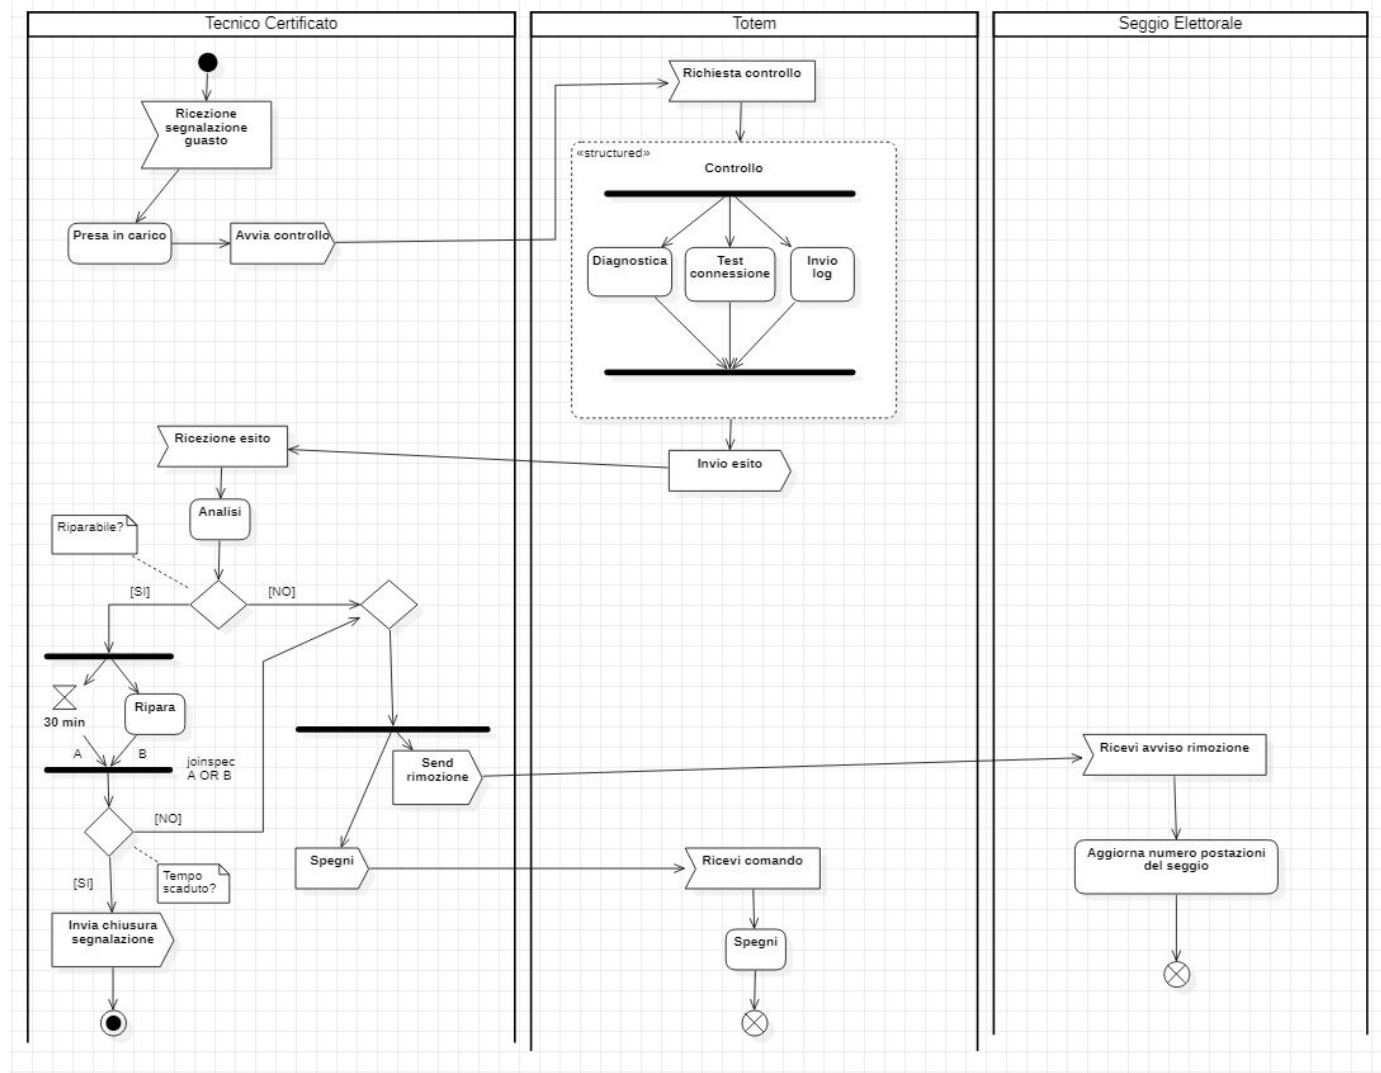 Tecnico Certificato
Totem
Seggio Elettorale
Ricezione
segnalazione
guasto
Presa in carico
Avvia controllo
Richiesta controllo
«structured»
Controllo
Diagnostica
Test
connessione
Invio
log
Invio esito
Ricezione esito
Analisi
Riparabile?
[SI]
[NO]
30 min
Ripara
A
B
joinspec
A OR B
[NO]
Tempo
scaduto?
[SI]
Invia chiusura
segnalazione
Send
rimozione
Spegni
Ricevi comando
Spegni
Ricevi avviso rimozione
Aggiorna numero postazioni
del seggio